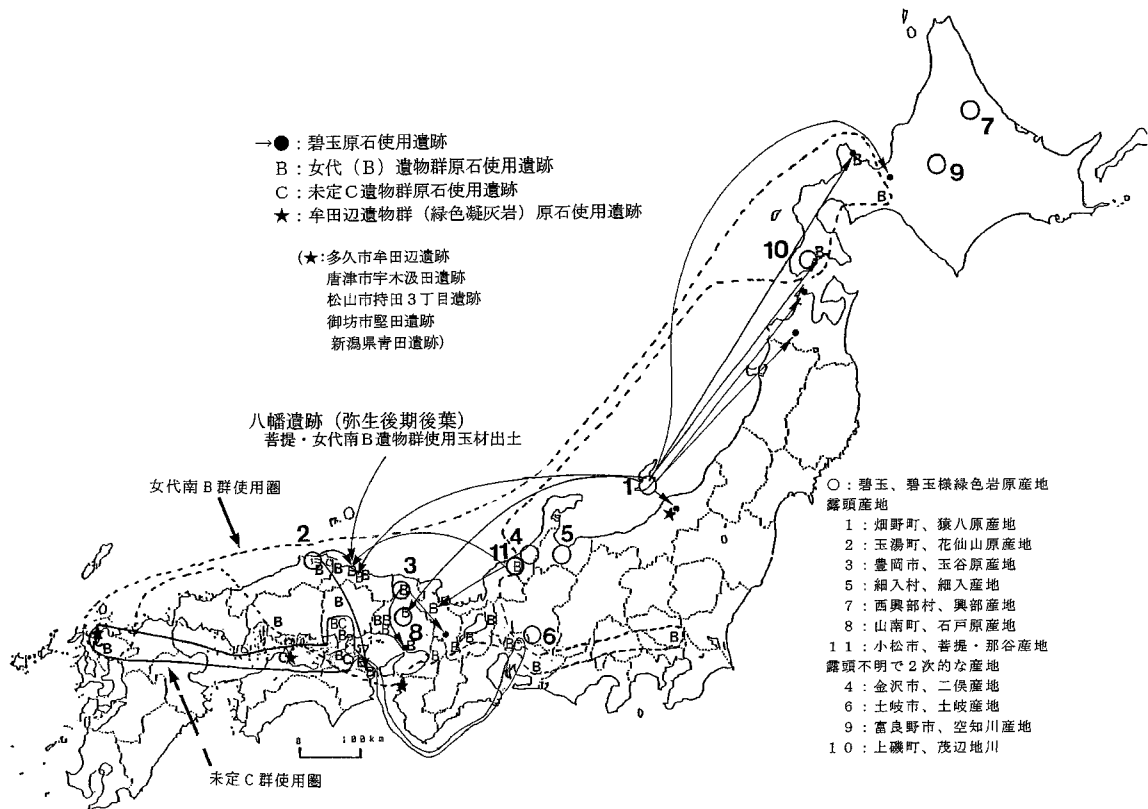 →●：碧玉原石使用遺跡
B：女代（B）遺物群原石使用遺跡
C：未定C遺物群原石使用遺跡
★：牟田辺遺物群（緑色凝灰岩）原石使用遺跡
（★：多久市牟田辺遺跡
唐津市宇木汲田遺跡
松山市持田３丁目遺跡
御坊市堅田遺跡
新潟県青田遺跡）
7
9
10
B
B
B
八幡遺跡（弥生後期後葉）
菩提・女代南B遺物群使用玉材出土
女代南B群使用圏
1
2
11
4
5
3
8
6
0 100km
未定C群使用圏
○：碧玉、碧玉様緑色岩原産地
露頭産地
1：畑野町、猿八原産地
2：玉湯町、花仙山原産地
3：豊岡市、玉谷原産地
5：細入村、細入産地
7：西興部村、興部産地
8：山南町、石戸原産地
11：小松市、菩提・那谷産地
露頭不明で２次的な産地
4：金沢市、二俣産地
6：土岐市、土岐産地
9：富良野市、空知川産地
10：上磯町、茂辺地川